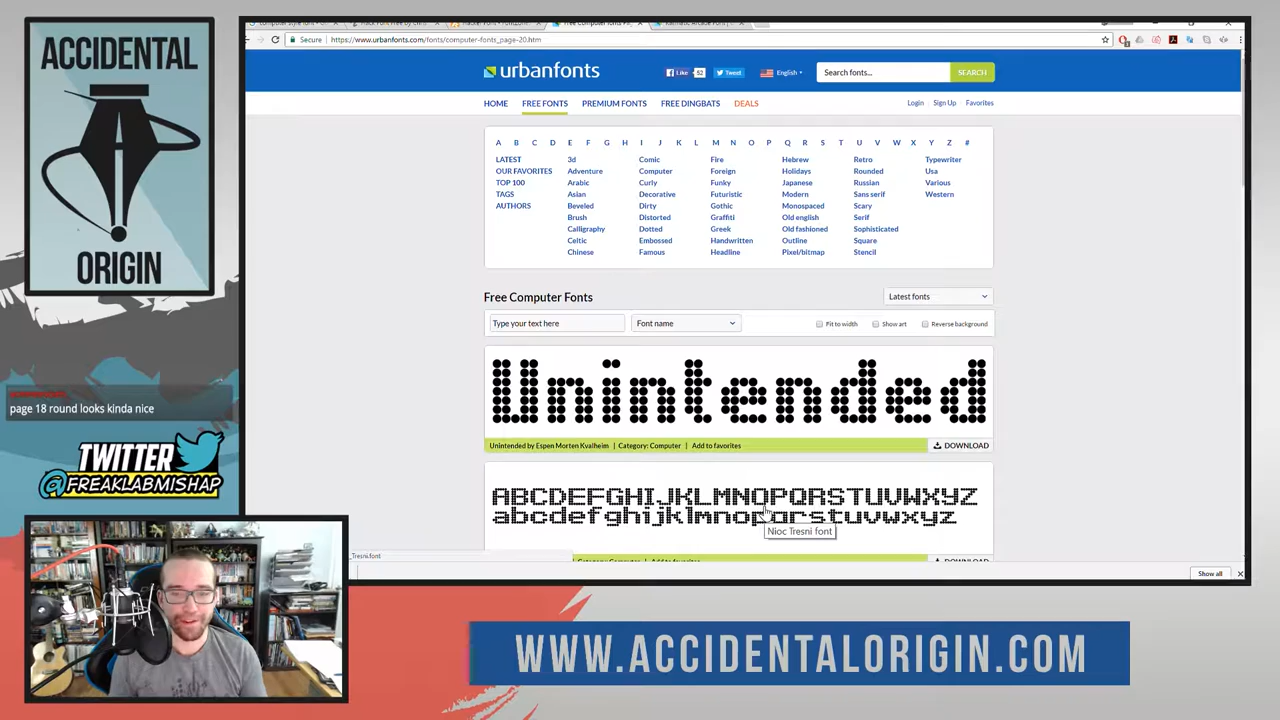 ACCIDENTAL
ORIGIN
page 18 round looks kinda nice
TWITTER
@FREAKLABMISHAP
Secure
https://www.urbanfonts.com/fonts/computer-fonts_page-20.htm
urbanfonts
Like 52 Tweet English Search fonts... SEARCH
HOME FREE FONTS PREMIUM FONTS FREE DINGBATS DEALS Login Sign Up Favorites
A B C D E F G H I J K L M N O P Q R S T U V W X Y Z #
LATEST 3d Comic Fire Hebrew Retro Typewriter
OUR FAVORITES Adventure Computer Foreign Holidays Rounded Usa
TOP 100 Arabic Curly Funky Japanese Russian Various
TAGS Asian Decorative Futuristic Modern Sans serif Western
AUTHORS Beveled Dirty Gothic Monospaced Scary
Brush Distorted Graffiti Old english Serif
Calligraphy Dotted Greek Old fashioned Sophisticated
Celtic Embossed Handwritten Outline Square
Chinese Famous Headline Pixel/bitmap Stencil
Free Computer Fonts Latest fonts
Type your text here Font name Fit to width Show art Reverse background
Unintended
Unintended by Espen Morten Kvalheim | Category: Computer | Add to favorites DOWNLOAD
ABCDEFGHIJKLMNOPQRSTUVWXYZ
abcdefghijklmnopqrstuvwxyz
Nioc Tresni font
_Tresni.font
Show all
WWW.ACCIDENTALORIGIN.COM